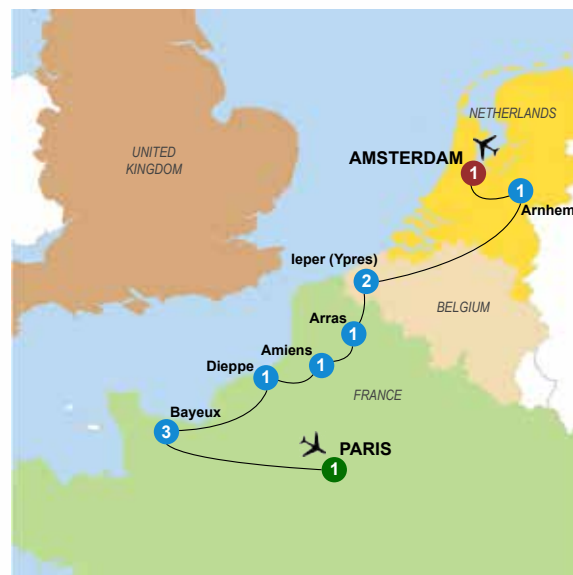 NETHERLANDS
UNITED
KINGDOM
AMSTERDAM
1
1
Arnhem
Ieper (Ypres)
2
BELGIUM
Arras
1
Amiens
1
Dieppe
1
FRANCE
Bayeux
3
PARIS
1